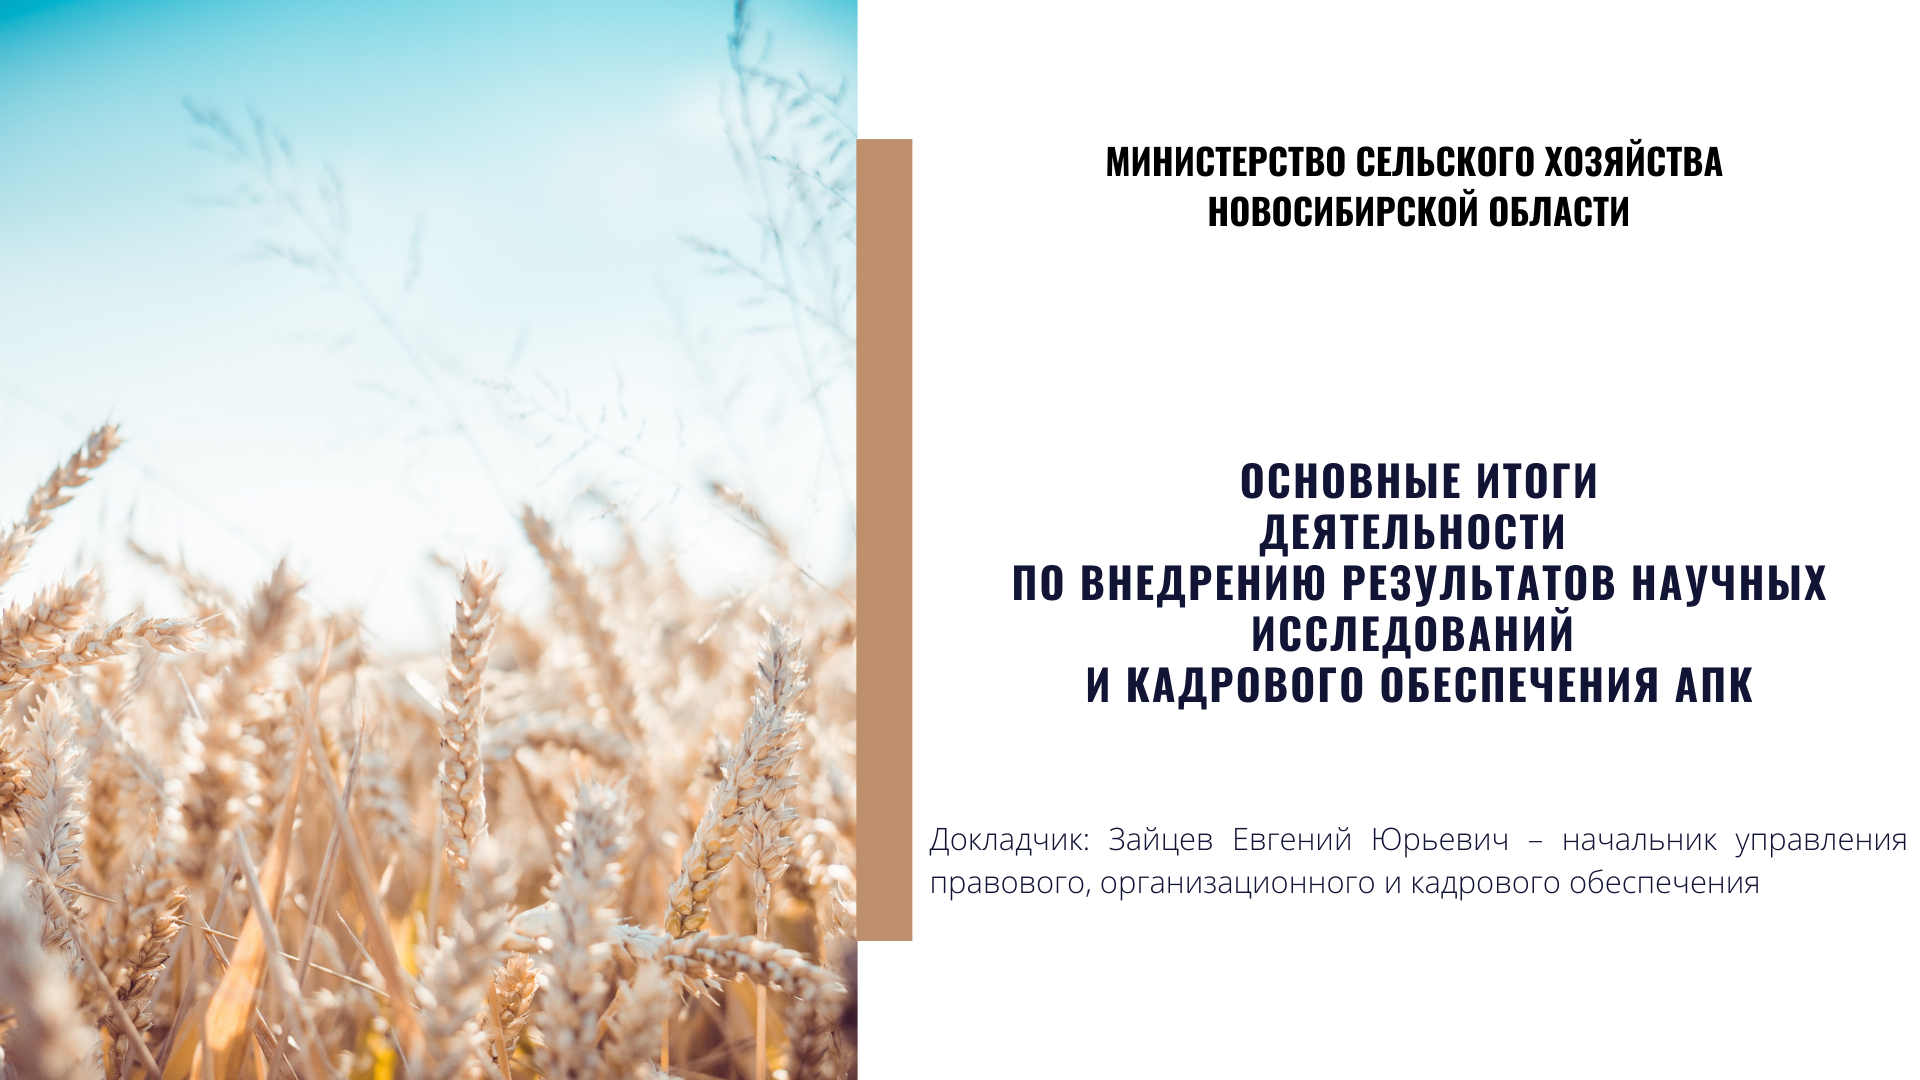 МИНИСТЕРСТВО СЕЛЬСКОГО ХОЗЯЙСТВА
НОВОСИБИРСКОЙ ОБЛАСТИ
ОСНОВНЫЕ ИТОГИ
ДЕЯТЕЛЬНОСТИ
ПО ВНЕДРЕНИЮ РЕЗУЛЬТАТОВ НАУЧНЫХ
ИССЛЕДОВАНИЙ
И КАДРОВОГО ОБЕСПЕЧЕНИЯ АПК
Докладчик: Зайцев Евгений Юрьевич – начальник управления
правового, организационного и кадрового обеспечения